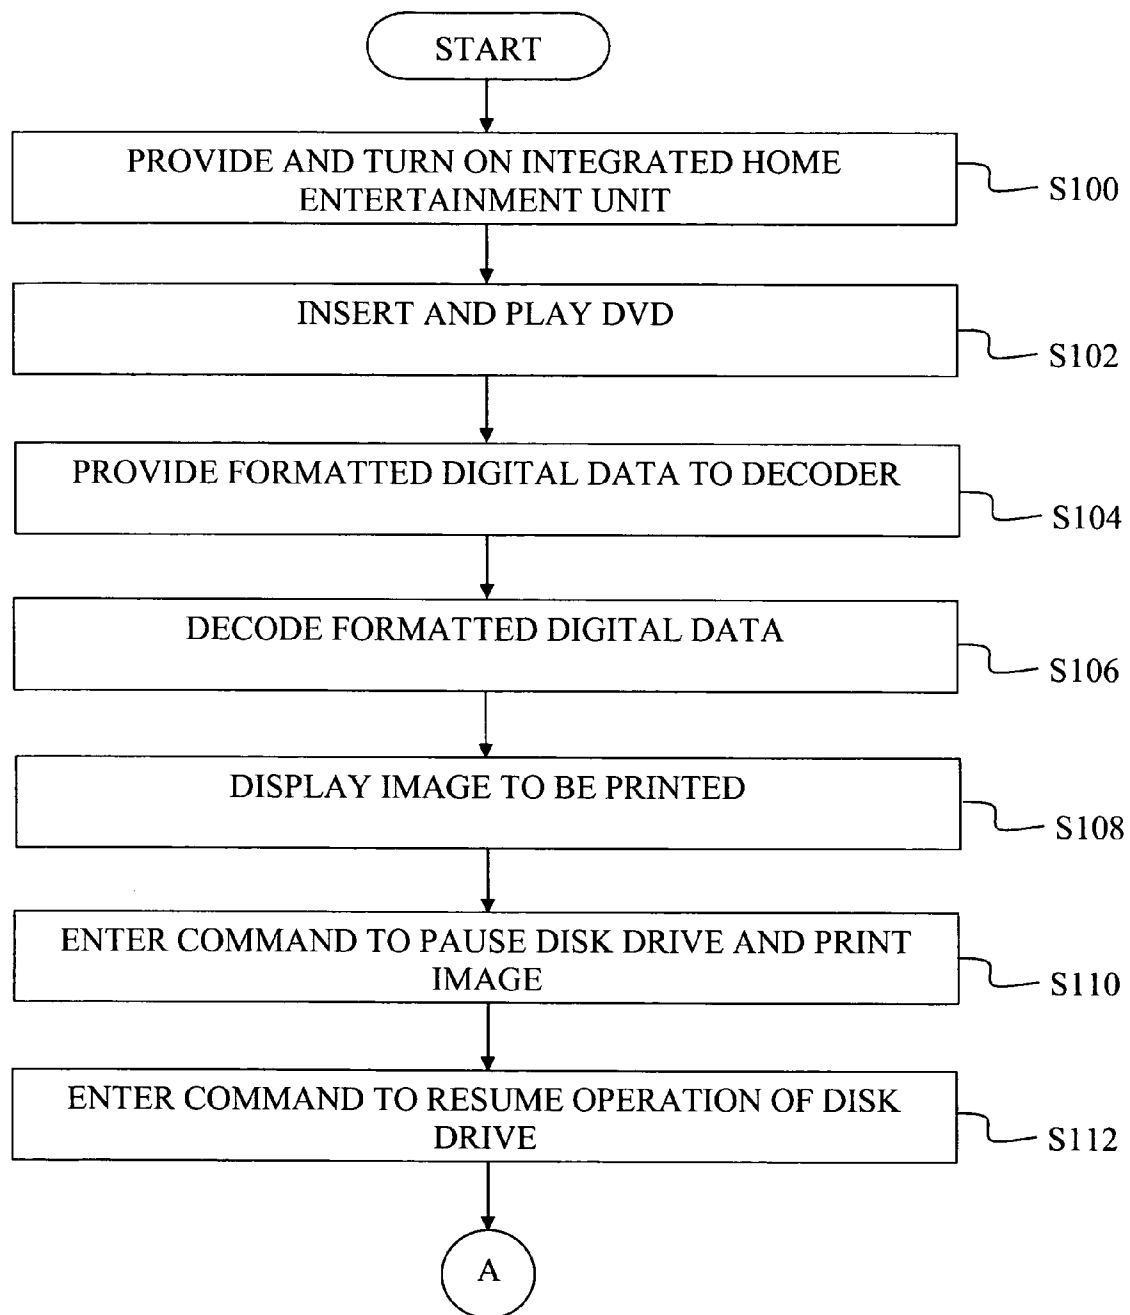 START
PROVIDE AND TURN ON INTEGRATED HOME
ENTERTAINMENT UNIT
S100
INSERT AND PLAY DVD
S102
PROVIDE FORMATTED DIGITAL DATA TO DECODER
S104
DECODE FORMATTED DIGITAL DATA
S106
DISPLAY IMAGE TO BE PRINTED
S108
ENTER COMMAND TO PAUSE DISK DRIVE AND PRINT
IMAGE
S110
ENTER COMMAND TO RESUME OPERATION OF DISK
DRIVE
S112
A